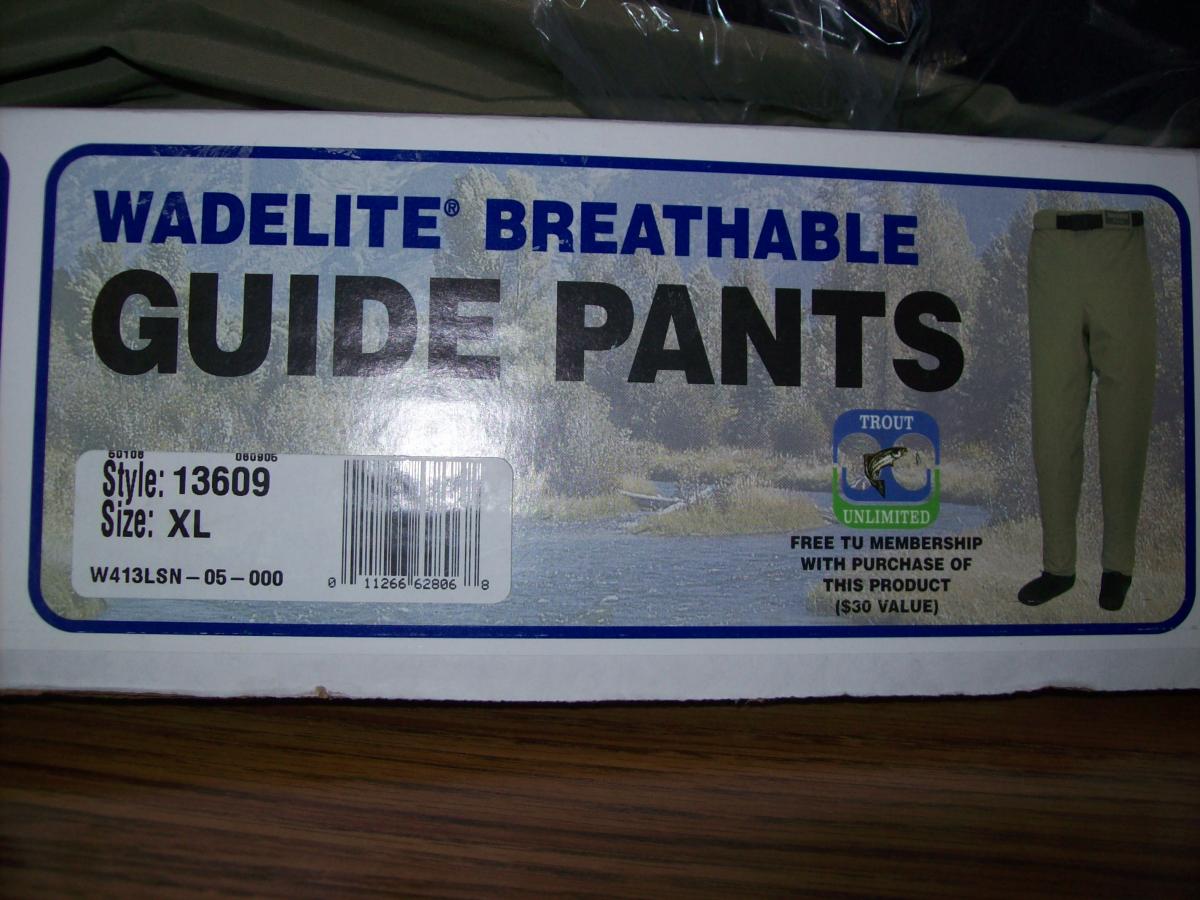 WADELITE® BREATHABLE
GUIDE PANTS
60108 060906
Style: 13609
Size: XL
W413LSN-05-000
0 11266 62806 8
TROUT
UNLIMITED
FREE TU MEMBERSHIP
WITH PURCHASE OF
THIS PRODUCT
($30 VALUE)